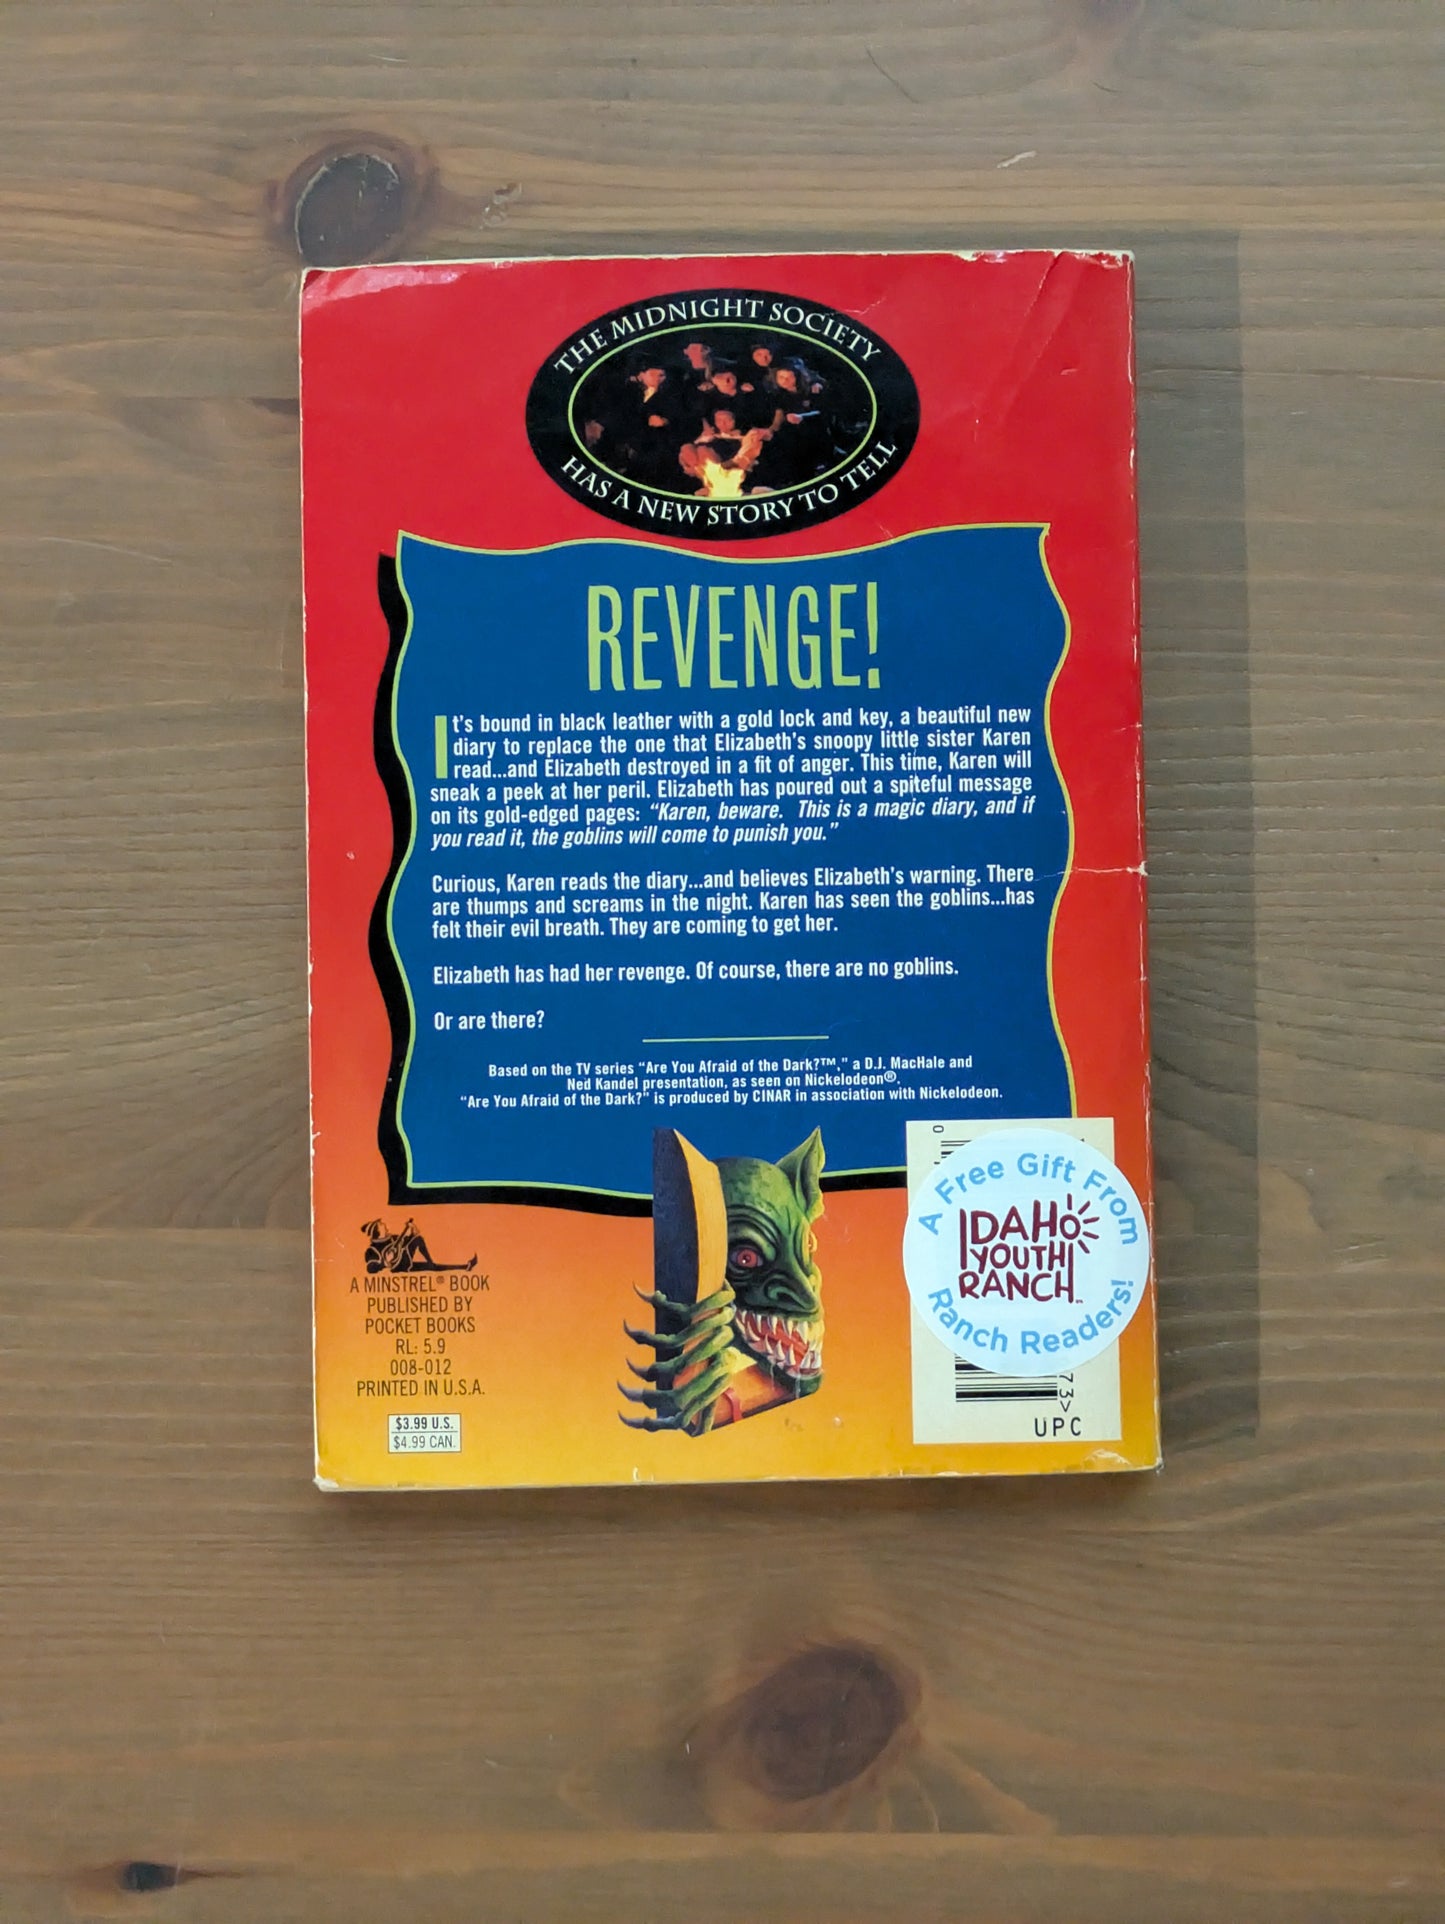 THE MIDNIGHT SOCIETY
HAS A NEW STORY TO TELL
REVENGE!
It's bound in black leather with a gold lock and key, a beautiful new
diary to replace the one that Elizabeth's snoopy little sister Karen
read...and Elizabeth destroyed in a fit of anger. This time, Karen will
sneak a peek at her peril. Elizabeth has poured out a spiteful message
on its gold-edged pages: "Karen, beware. This is a magic diary, and if
you read it, the goblins will come to punish you."
Curious, Karen reads the diary...and believes Elizabeth's warning. There
are thumps and screams in the night. Karen has seen the goblins...has
felt their evil breath. They are coming to get her.
Elizabeth has had her revenge. Of course, there are no goblins.
Or are there?
Based on the TV series "Are You Afraid of the Dark?™," a D.J. MacHale and
Ned Kandel presentation, as seen on Nickelodeon®.
"Are You Afraid of the Dark?" is produced by CINAR in association with Nickelodeon.
A MINSTREL® BOOK
PUBLISHED BY
POCKET BOOKS
RL: 5.9
008-012
PRINTED IN U.S.A.
$3.99 U.S.
$4.99 CAN.
0
A Free Gift From
IDAHO
YOUTH
RANCH™
Ranch Readers!
73>
UPC